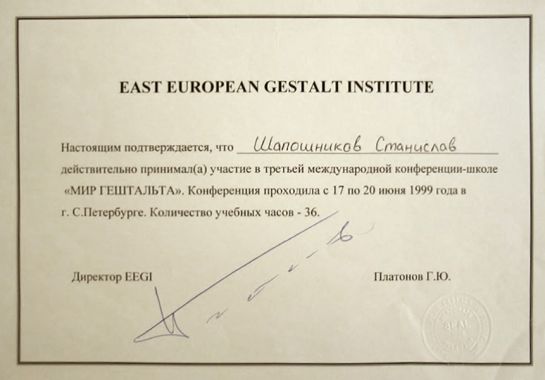 EAST EUROPEAN GESTALT INSTITUTE
Настоящим подтверждается, что Шапошников Станислав
действительно принимал(а) участие в третьей международной конференции-школе
«МИР ГЕШТАЛЬТА». Конференция проходила с 17 по 20 июня 1999 года в
г. С.Петербурге. Количество учебных часов - 36.
Директор EEGI Платонов Г.Ю.